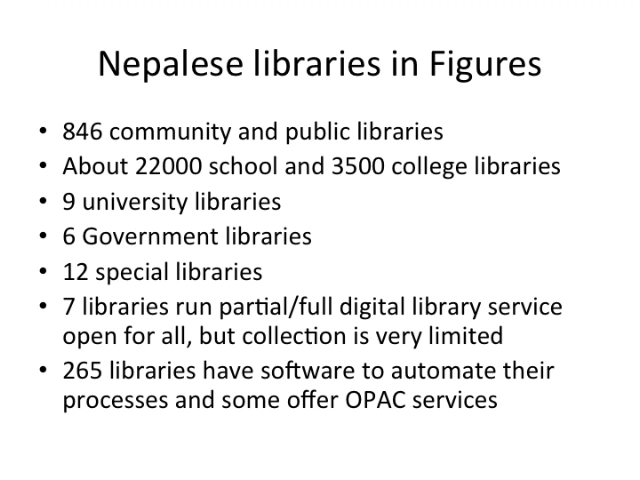 Nepalese libraries in Figures
• 846 community and public libraries
• About 22000 school and 3500 college libraries
• 9 university libraries
• 6 Government libraries
• 12 special libraries
• 7 libraries run partial/full digital library service
open for all, but collection is very limited
• 265 libraries have software to automate their
processes and some offer OPAC services